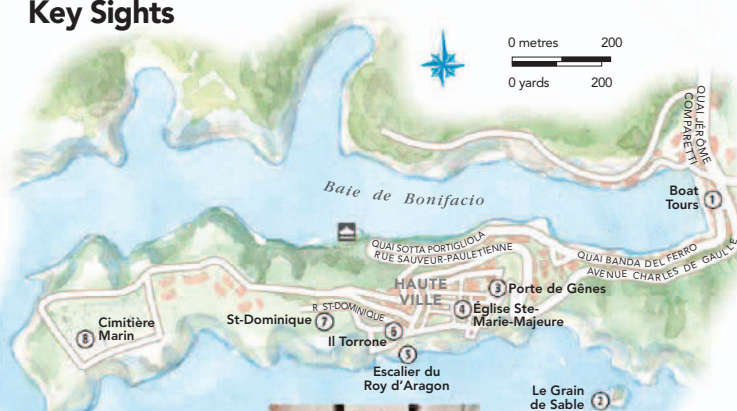 Key Sights
0 metres 200
0 yards 200
QUAI JÉRÔME
COMPARETTI
Baie de Bonifacio
Boat
Tours
1
QUAI SOTTA PORTIGLIOLA
RUE SAUVEUR-PAULETIENNE
QUAI BANDA DEL FERRO
AVENUE CHARLES DE GAULLE
HAUTE
VILLE
3 Porte de Gênes
4 Église Ste-
Marie-Majeure
R ST-DOMINIQUE
St-Dominique 7
Il Torrone 6
8 Cimitière
Marin
5
Escalier du
Roy d'Aragon
Le Grain
de Sable 2